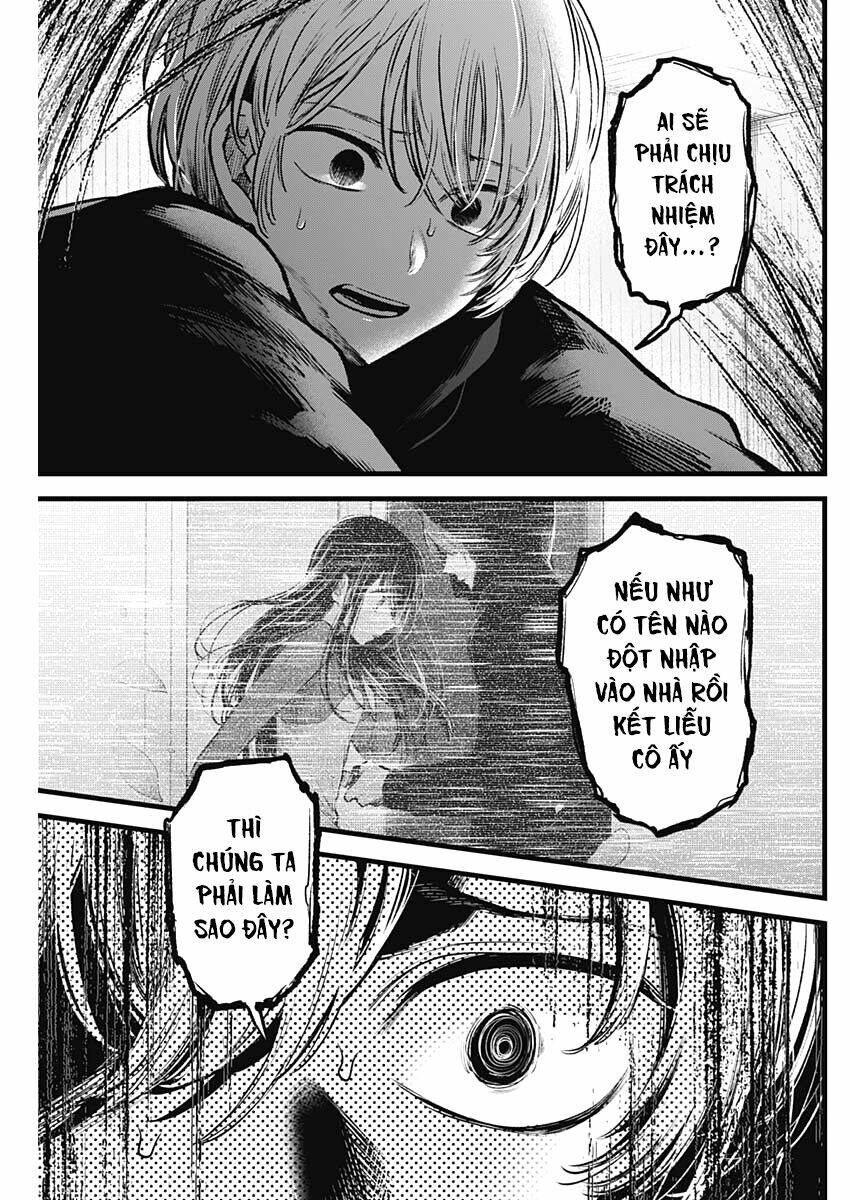 AI SẼ
PHẢI CHỊU
TRÁCH
NHIỆM
ĐÂY...?
NẾU NHƯ
CÓ TÊN NÀO
ĐỘT NHẬP
VÀO NHÀ RỒI
KẾT LIỄU
CÔ ẤY
THÌ
CHÚNG TA
PHẢI LÀM
SAO ĐÂY?